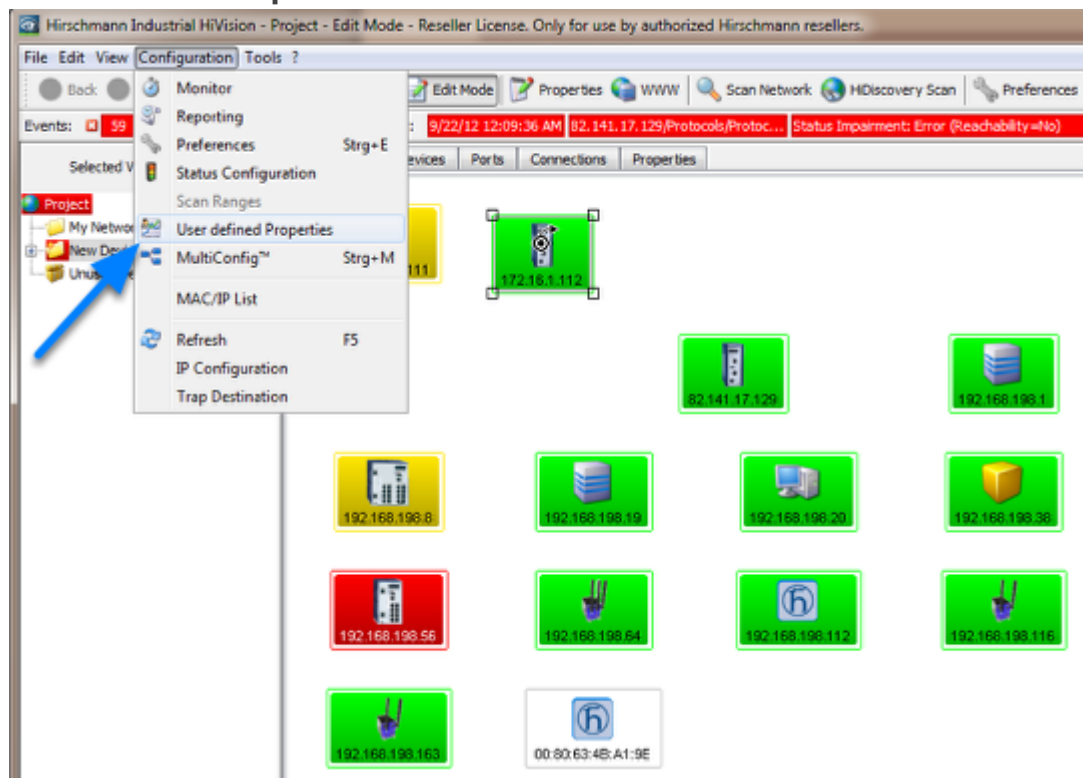 Hirschmann Industrial HiVision - Project - Edit Mode - Reseller License. Only for use by authorized Hirschmann resellers.
File Edit View Configuration Tools ?
Back Edit Mode Properties WWW Scan Network HiDiscovery Scan Preferences
Events: 59 : 9/22/12 12:09:36 AM 82.141.17.129/Protocols/Protoc... Status Impairment: Error (Reachability=No)
Monitor
Reporting
Preferences Strg+E
Status Configuration
Scan Ranges
User defined Properties
MultiConfig™ Strg+M
MAC/IP List
Refresh F5
IP Configuration
Trap Destination
Selected V
evices Ports Connections Properties
Project
My Networ
New Devi
Unus
111
172.16.1.112
82.141.17.129
192.168.198.1
192.168.198.8
192.168.198.19
192.168.198.20
192.168.198.38
192.168.198.56
192.168.198.64
192.168.198.112
192.168.198.116
192.168.198.163
00:80:63:4B:A1:9E